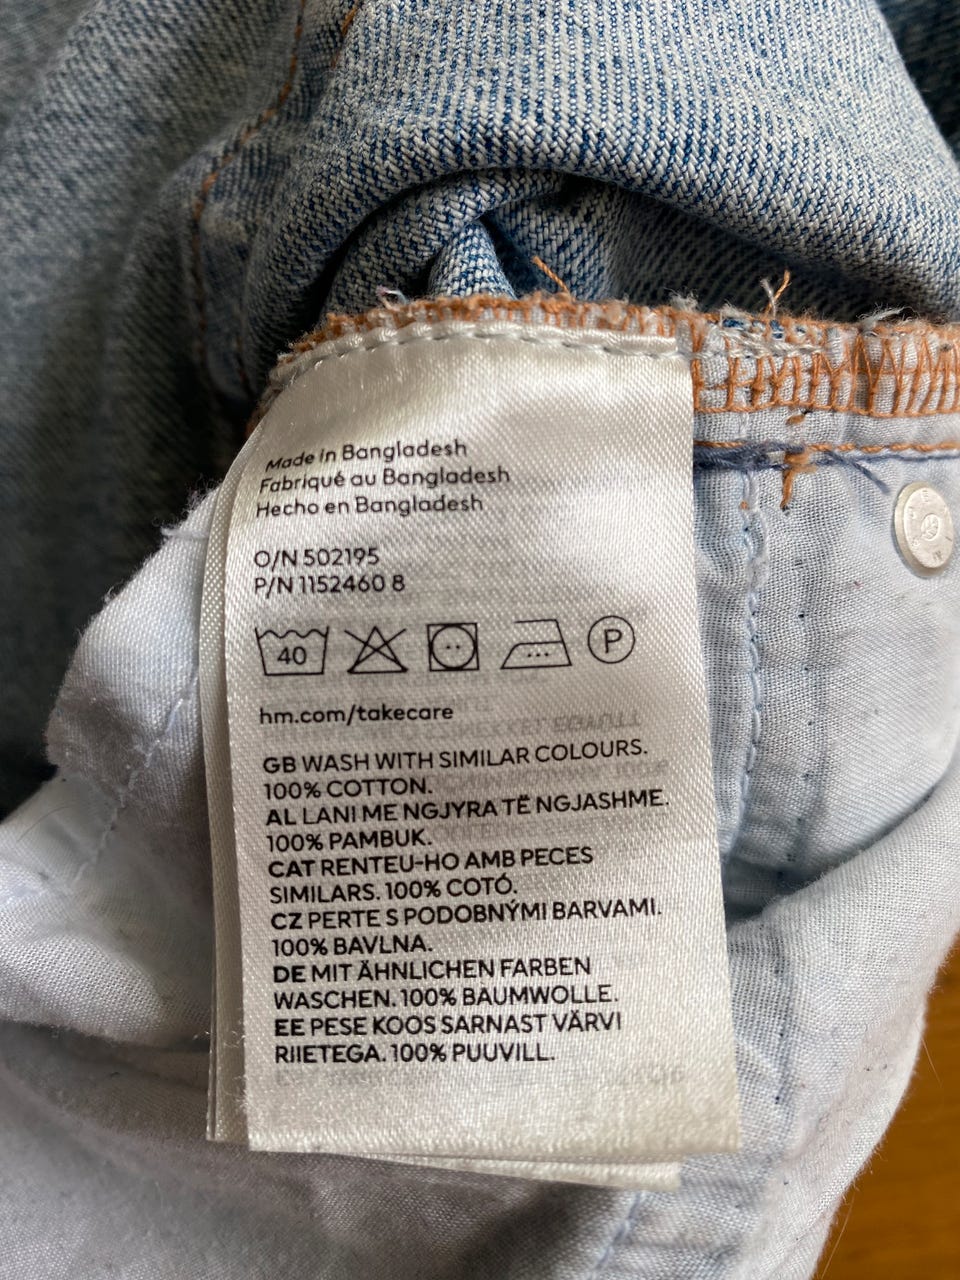 Made in Bangladesh
Fabriqué au Bangladesh
Hecho en Bangladesh
O/N 502195
P/N 1152460 8
40
P
hm.com/takecare
GB WASH WITH SIMILAR COLOURS.
100% COTTON.
AL LANI ME NGJYRA TË NGJASHME.
100% PAMBUK.
CAT RENTEU-HO AMB PECES
SIMILARS. 100% COTÓ.
CZ PERTE S PODOBNÝMI BARVAMI.
100% BAVLNA.
DE MIT ÄHNLICHEN FARBEN
WASCHEN. 100% BAUMWOLLE.
EE PESE KOOS SARNAST VÄRVI
RIIETEGA. 100% PUUVILL.